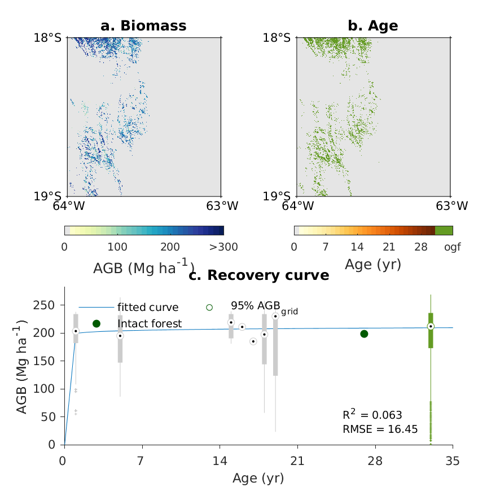 a. Biomass
b. Age
18°S
18°S
19°S
19°S
64°W
63°W
64°W
63°W
0
100
200
>300
0
7
14
21
28
ogf
AGB (Mg ha-1)
Age (yr)
c. Recovery curve
fitted curve
95% AGBgrid
Intact forest
AGB (Mg ha-1)
250
200
150
100
50
0
R2 = 0.063
RMSE = 16.45
0
7
14
21
28
35
Age (yr)